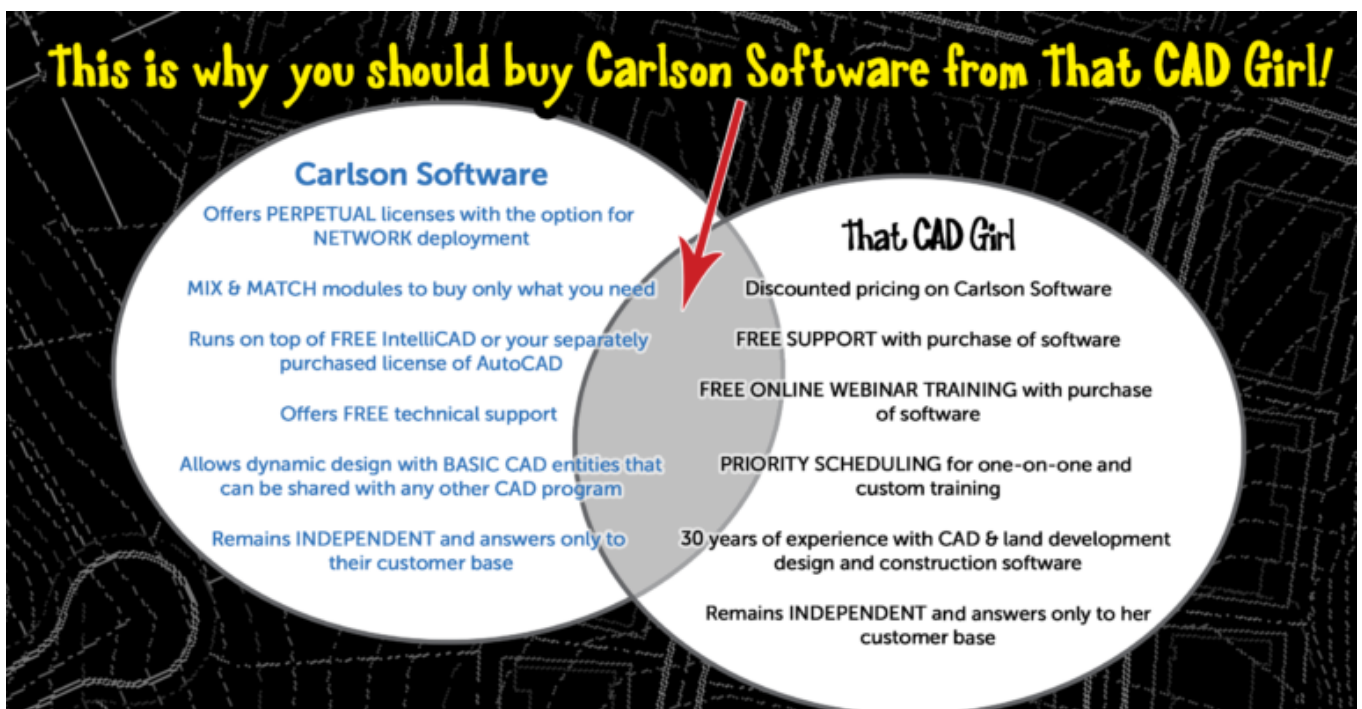 This is why you should buy Carlson Software from That CAD Girl!
Carlson Software
Offers PERPETUAL licenses with the option for
NETWORK deployment
MIX & MATCH modules to buy only what you need
Runs on top of FREE IntelliCAD or your separately
purchased license of AutoCAD
Offers FREE technical support
Allows dynamic design with BASIC CAD entities that
can be shared with any other CAD program
Remains INDEPENDENT and answers only to
their customer base
That CAD Girl
Discounted pricing on Carlson Software
FREE SUPPORT with purchase of software
FREE ONLINE WEBINAR TRAINING with purchase
of software
PRIORITY SCHEDULING for one-on-one and
custom training
30 years of experience with CAD & land development
design and construction software
Remains INDEPENDENT and answers only to her
customer base